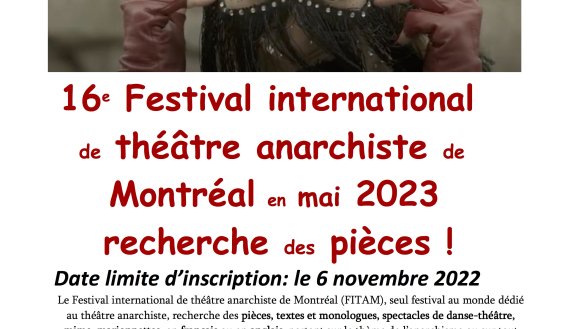 16e Festival international
de théâtre anarchiste de
Montréal en mai 2023
recherche des pièces !
Date limite d'inscription: le 6 novembre 2022
Le Festival international de théâtre anarchiste de Montréal (FITAM), seul festival au monde dédié
au théâtre anarchiste, recherche des pièces, textes et monologues, spectacles de danse-théâtre,